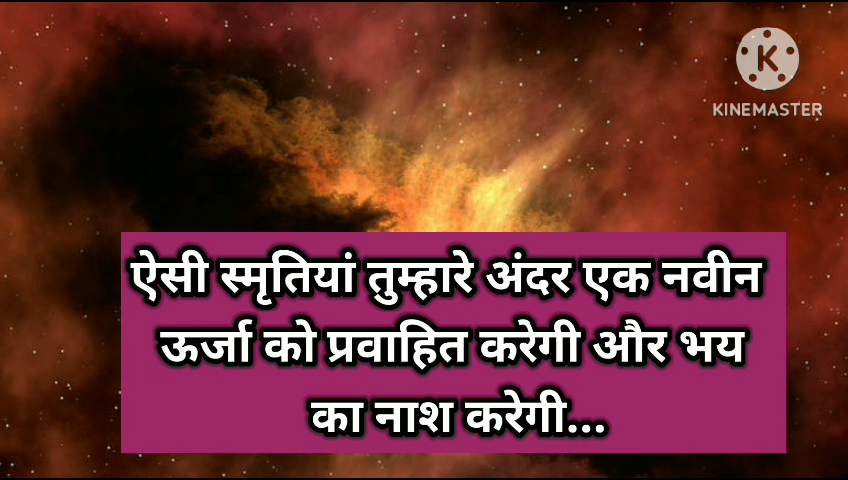 KINEMASTER
ऐसी स्मृतियां तुम्हारे अंदर एक नवीन
ऊर्जा को प्रवाहित करेगी और भय
का नाश करेगी...